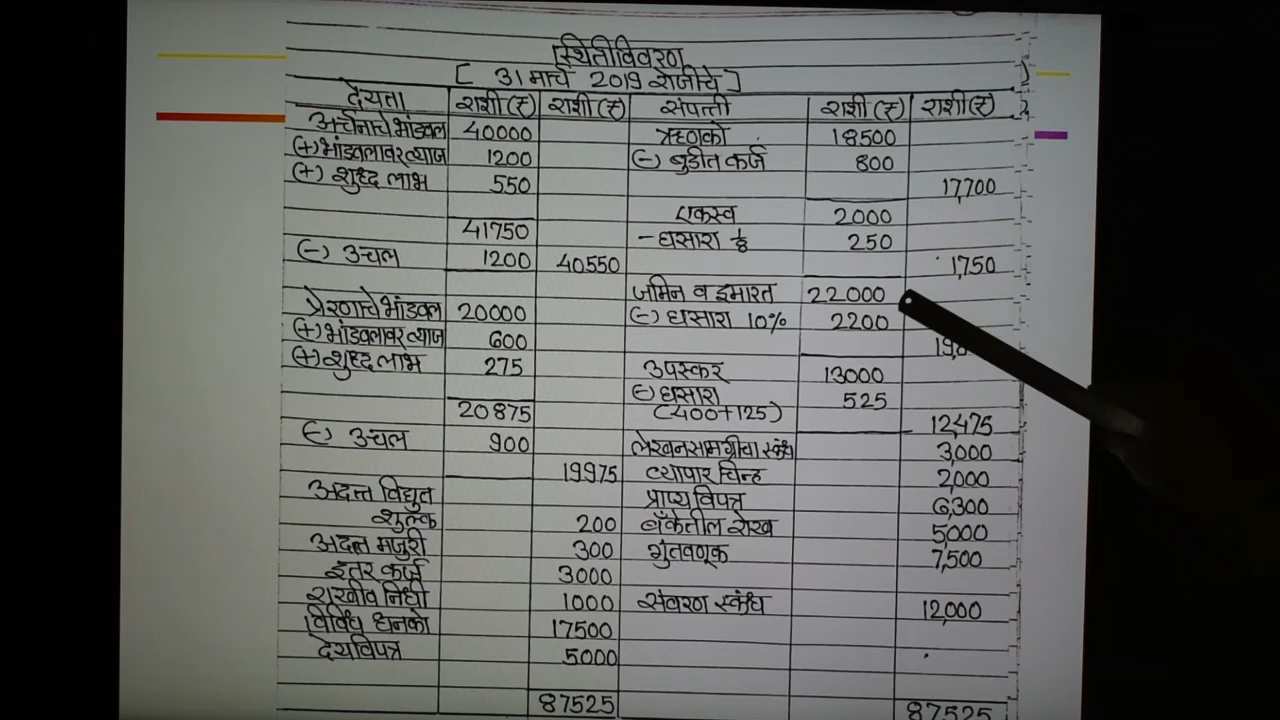 स्थितीविवरण
[ 31 मार्च 2019 रोजीचे ]
देयता राशी (₹) राशी (₹) संपत्ती राशी (₹) राशी (₹)
अर्चनाचे भांडवल 40000 ऋणको 18500
(+) भांडवलावर व्याज 1200 (-) बुडीत कर्ज 800
(+) शुध्द लाभ 550 17,700
एकस्व 2000
41750 - घसारा ⅛ 250
(-) उचल 1200 40550 1,750
जमिन व इमारत 22000
प्रेरणाचे भांडवल 20000 (-) घसारा 10% 2200
(+) भांडवलावर व्याज 600
(+) शुध्द लाभ 275 उपस्कर 13000
(-) घसारा 525
20875 (400+125) 12,475
(-) उचल 900 लेखनसामग्रीचा स्कंध 3,000
19975 व्यापार चिन्ह 2,000
अदत्त विद्युत प्राप्य विपत्र 6,300
शुल्क 200 बँकेतील शेष 5000
अदत्त मजुरी 300 गुंतवणूक 7,500
इतर कर्ज 3000
राखीव निधी 1000 संवरण स्कंध 12,000
विविध धनको 17500
देयविपत्र 5000
87525 87525